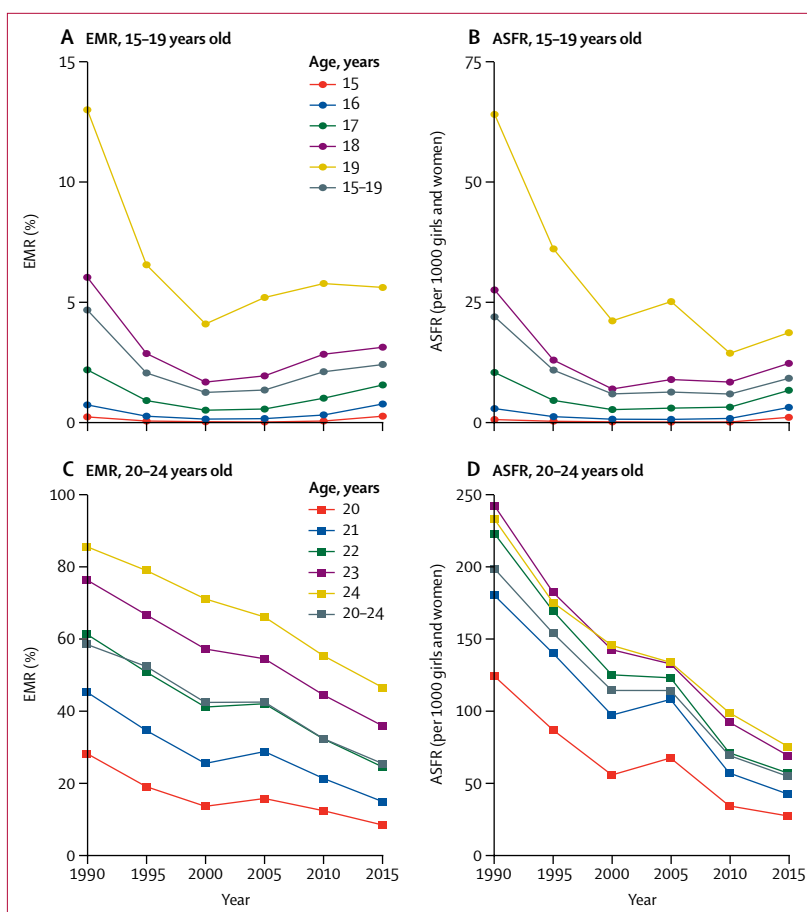 A EMR, 15–19 years old
15
10
5
0
EMR (%)
Age, years
15
16
17
18
19
15–19
B ASFR, 15–19 years old
75
50
25
0
ASFR (per 1000 girls and women)
C EMR, 20–24 years old
100
80
60
40
20
0
EMR (%)
Age, years
20
21
22
23
24
20–24
1990 1995 2000 2005 2010 2015
Year
D ASFR, 20–24 years old
250
200
150
100
50
0
ASFR (per 1000 girls and women)
1990 1995 2000 2005 2010 2015
Year